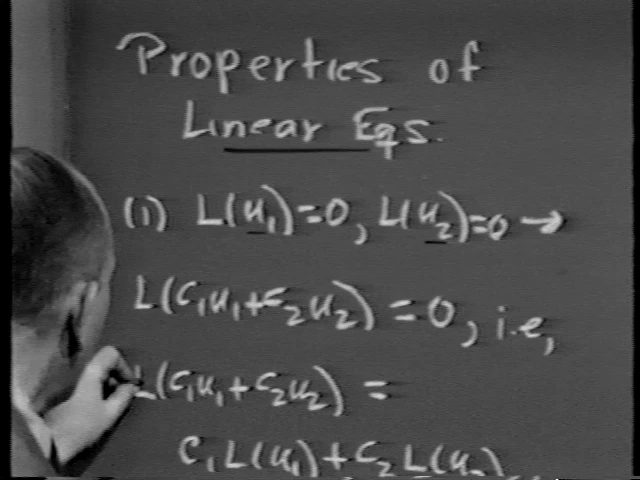 Properties of
Linear Eqs.
(1) L(u₁)=0, L(u₂)=0 →
L(c₁u₁+c₂u₂) = 0, i.e,
L(c₁u₁+c₂u₂) =
c₁L(u₁)+c₂L(u₂)